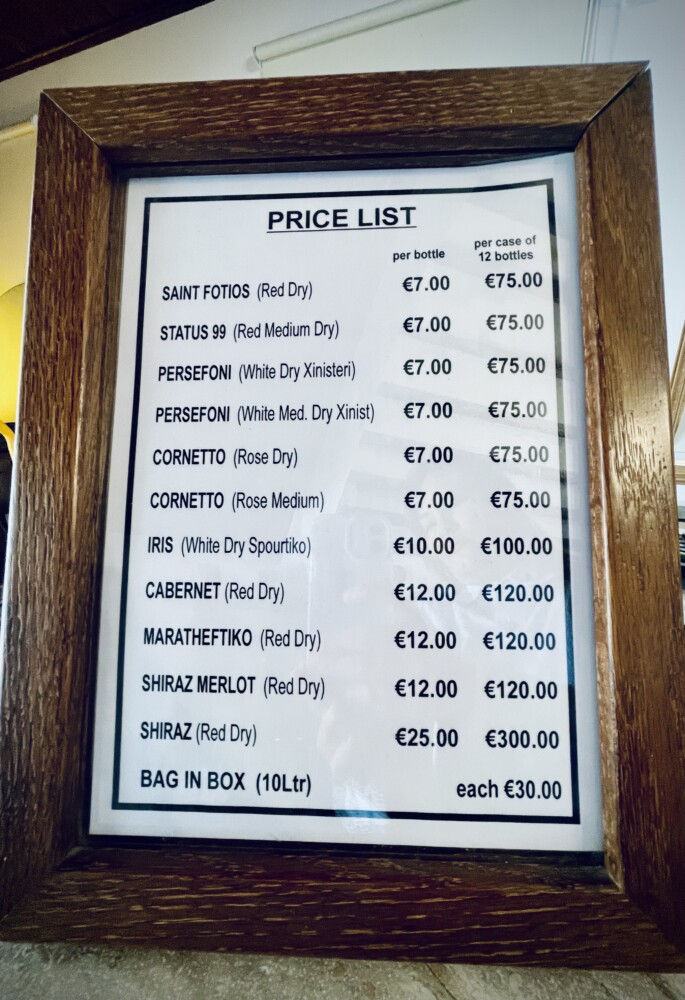 PRICE LIST
per bottle per case of
12 bottles
SAINT FOTIOS (Red Dry) €7.00 €75.00
STATUS 99 (Red Medium Dry) €7.00 €75.00
PERSEFONI (White Dry Xinisteri) €7.00 €75.00
PERSEFONI (White Med. Dry Xinist) €7.00 €75.00
CORNETTO (Rose Dry) €7.00 €75.00
CORNETTO (Rose Medium) €7.00 €75.00
IRIS (White Dry Spourtiko) €10.00 €100.00
CABERNET (Red Dry) €12.00 €120.00
MARATHEFTIKO (Red Dry) €12.00 €120.00
SHIRAZ MERLOT (Red Dry) €12.00 €120.00
SHIRAZ (Red Dry) €25.00 €300.00
BAG IN BOX (10Ltr) each €30.00